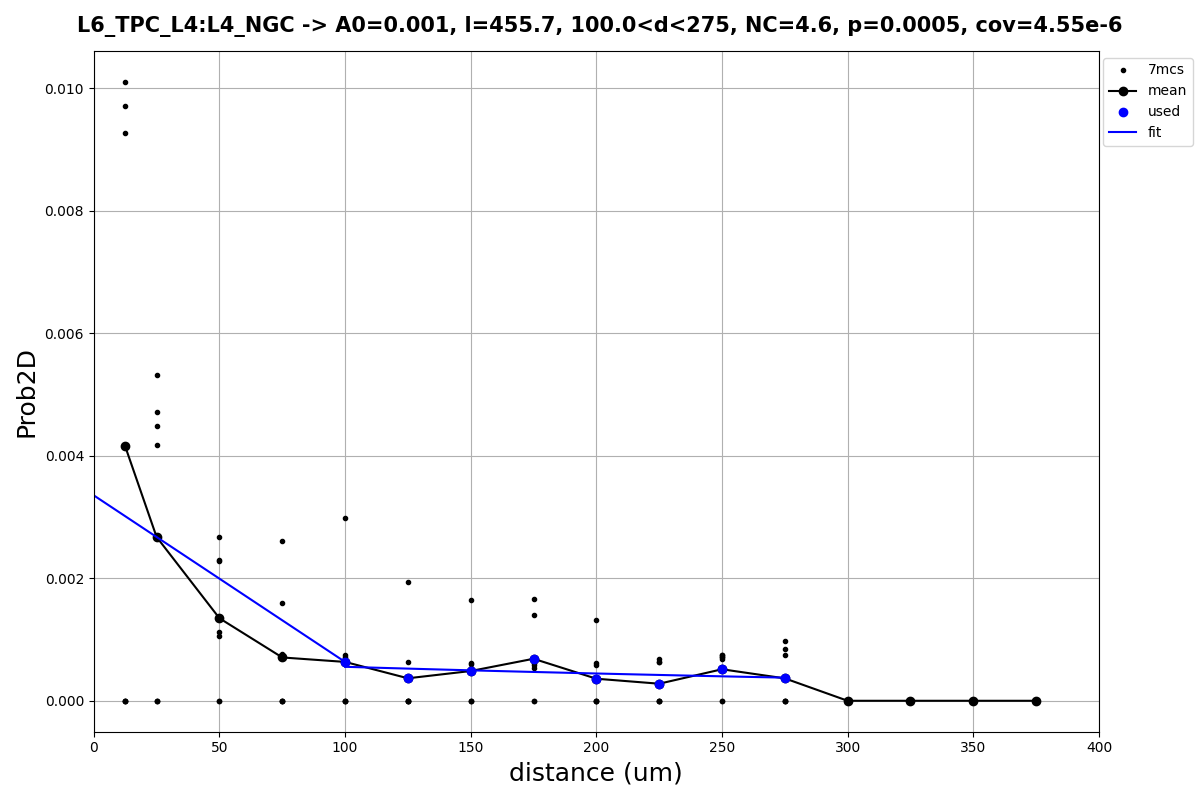 L6_TPC_L4:L4_NGC -> A0=0.001, l=455.7, 100.0<d<275, NC=4.6, p=0.0005, cov=4.55e-6
7mcs
mean
used
fit
0.010
0.008
0.006
0.004
0.002
0.000
Prob2D
0 50 100 150 200 250 300 350 400
distance (um)